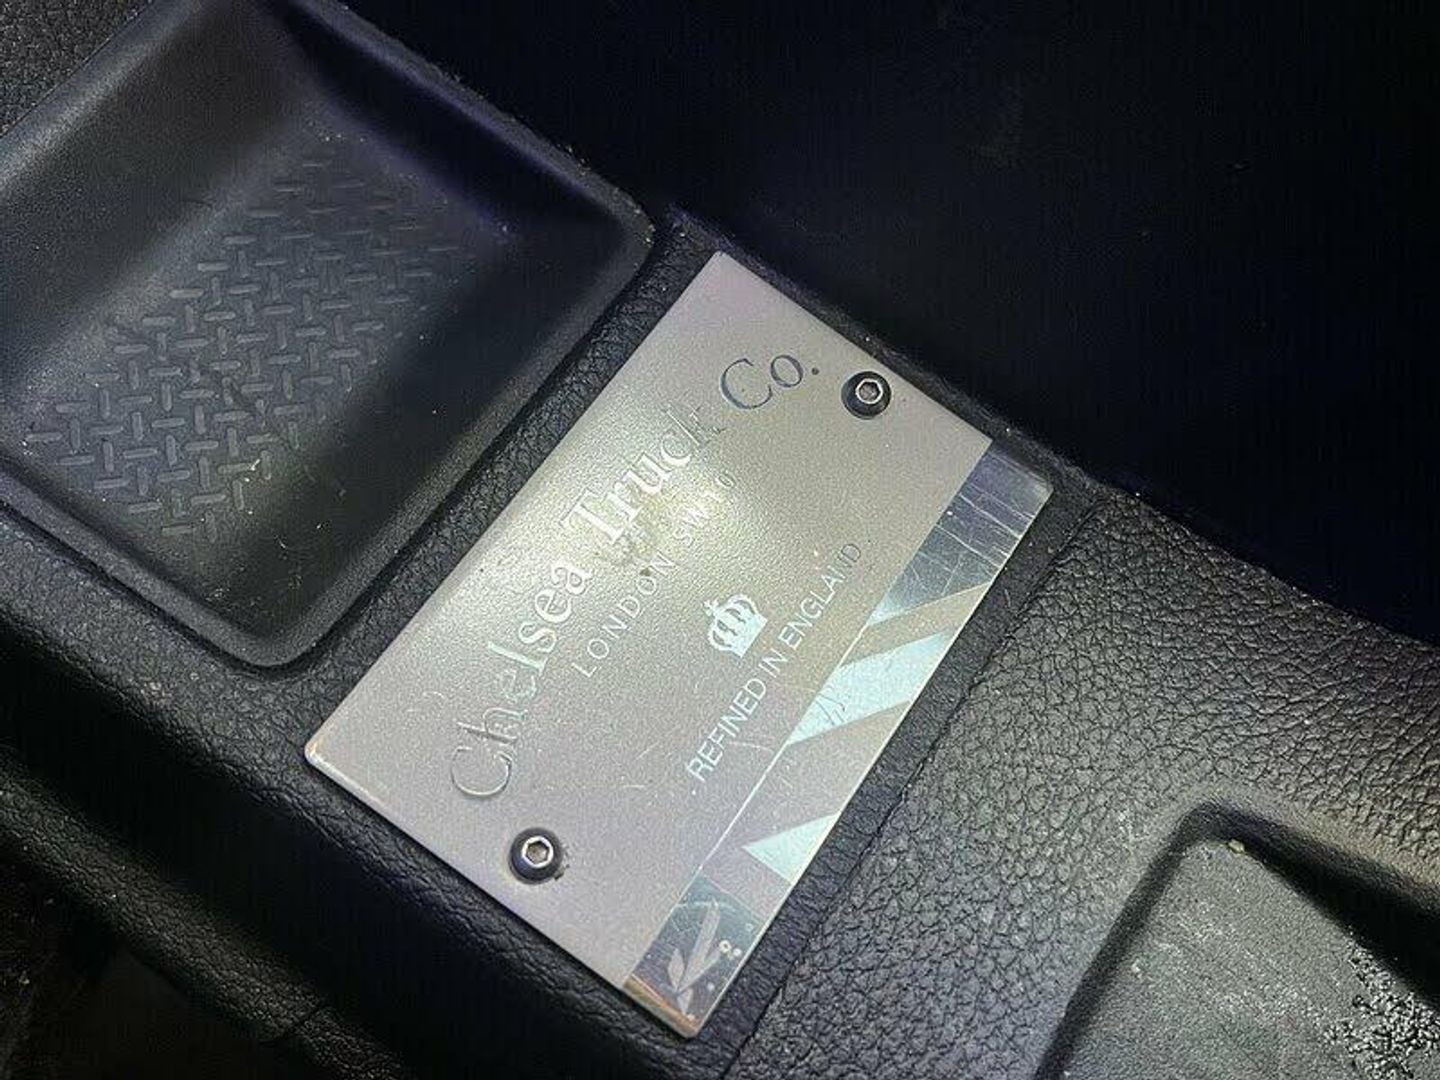 Chelsea Truck Co.
LONDON SW10
REFINED IN ENGLAND